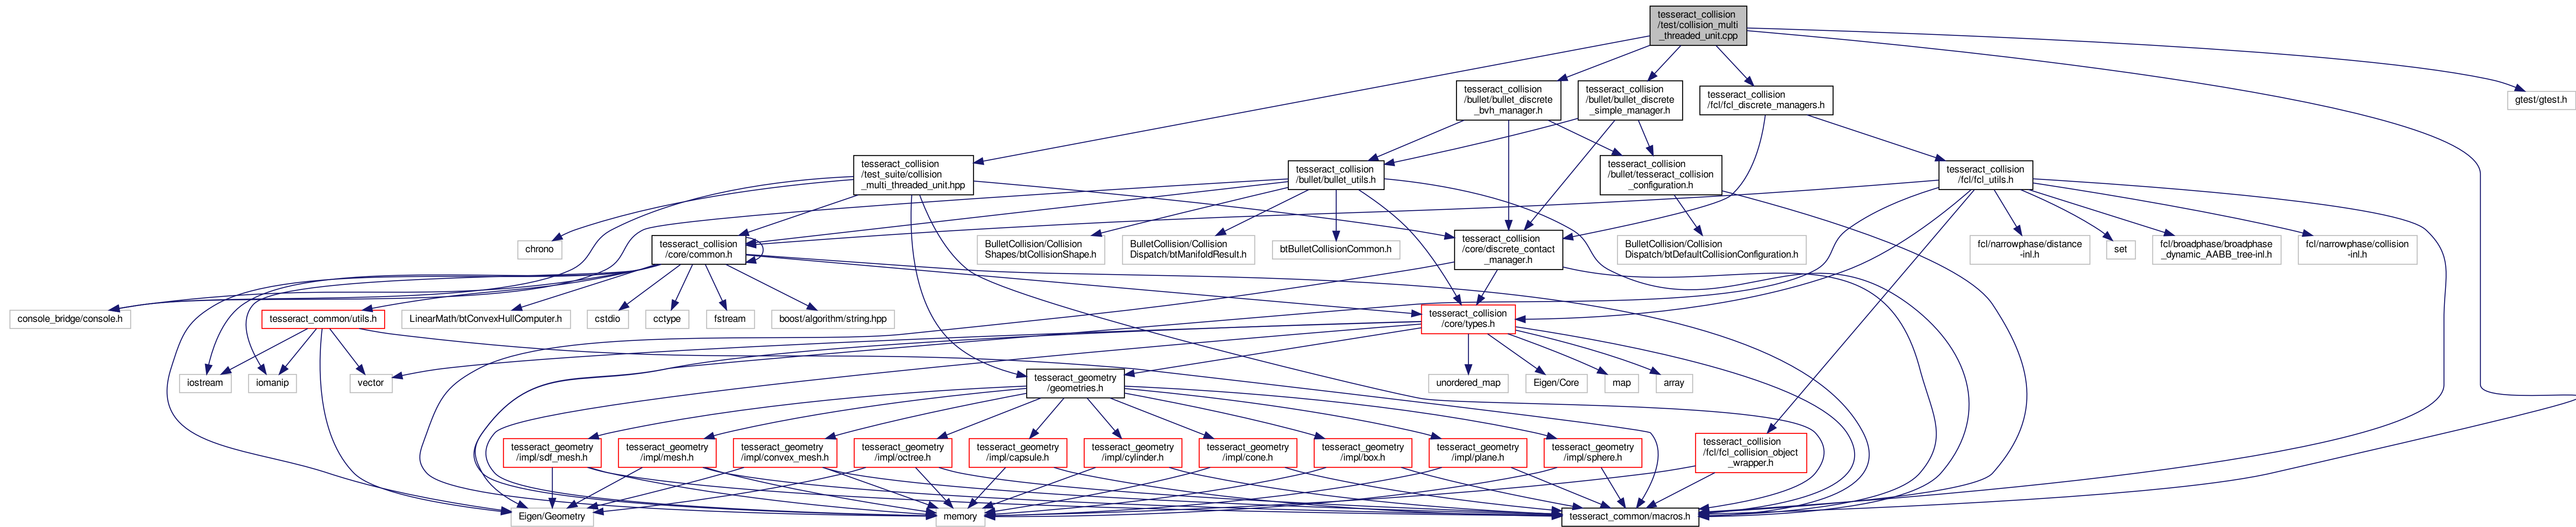 tesseract_collision
/test/collision_multi
_threaded_unit.cpp
tesseract_collision
/bullet/bullet_discrete
_bvh_manager.h
tesseract_collision
/bullet/bullet_discrete
_simple_manager.h
tesseract_collision
/fcl/fcl_discrete_managers.h
gtest/gtest.h
tesseract_collision
/test_suite/collision
_multi_threaded_unit.hpp
tesseract_collision
/bullet/bullet_utils.h
tesseract_collision
/bullet/tesseract_collision
_configuration.h
tesseract_collision
/fcl/fcl_utils.h
chrono
tesseract_collision
/core/common.h
BulletCollision/Collision
Shapes/btCollisionShape.h
BulletCollision/Collision
Dispatch/btManifoldResult.h
btBulletCollisionCommon.h
tesseract_collision
/core/discrete_contact
_manager.h
BulletCollision/Collision
Dispatch/btDefaultCollisionConfiguration.h
fcl/narrowphase/distance
-inl.h
set
fcl/broadphase/broadphase
_dynamic_AABB_tree-inl.h
fcl/narrowphase/collision
-inl.h
console_bridge/console.h
tesseract_common/utils.h
LinearMath/btConvexHullComputer.h
cstdio
cctype
fstream
boost/algorithm/string.hpp
tesseract_collision
/core/types.h
iostream
iomanip
vector
tesseract_geometry
/geometries.h
unordered_map
Eigen/Core
map
array
tesseract_geometry
/impl/sdf_mesh.h
tesseract_geometry
/impl/mesh.h
tesseract_geometry
/impl/convex_mesh.h
tesseract_geometry
/impl/octree.h
tesseract_geometry
/impl/capsule.h
tesseract_geometry
/impl/cylinder.h
tesseract_geometry
/impl/cone.h
tesseract_geometry
/impl/box.h
tesseract_geometry
/impl/plane.h
tesseract_geometry
/impl/sphere.h
tesseract_collision
/fcl/fcl_collision_object
_wrapper.h
Eigen/Geometry
memory
tesseract_common/macros.h